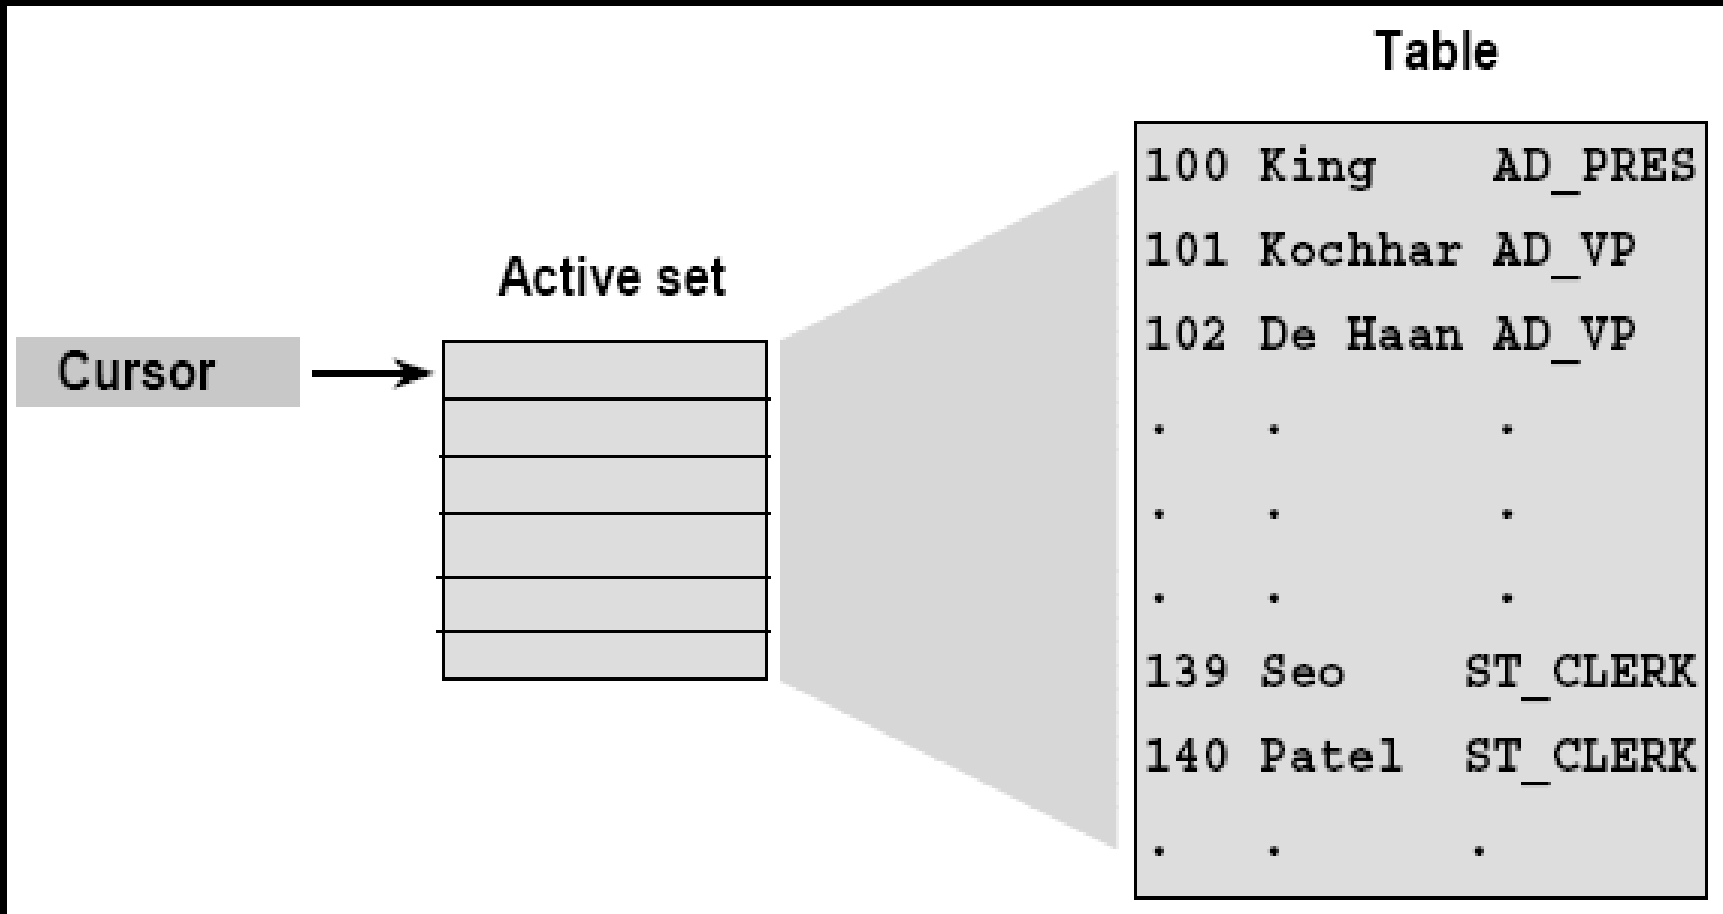 Table
Active set
Cursor
100 King AD_PRES
101 Kochhar AD_VP
102 De Haan AD_VP
. . .
. . .
. . .
139 Seo ST_CLERK
140 Patel ST_CLERK
. . .